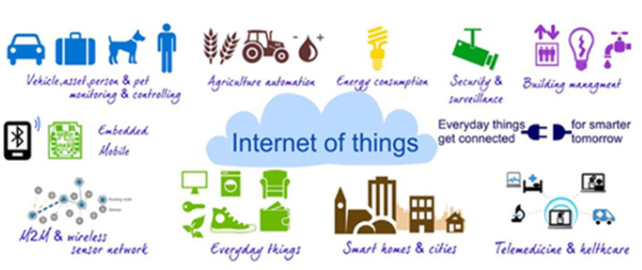 Vehicle, asset, person & pet
monitoring & controlling
Agriculture automation
Energy consumption
Security &
surveillance
Building managment
Embedded
Mobile
Internet of things
Everyday things
get connected
for smarter
tomorrow
M2M & wireless
sensor network
Everyday things
Smart homes & cities
Telemedicine & helthcare